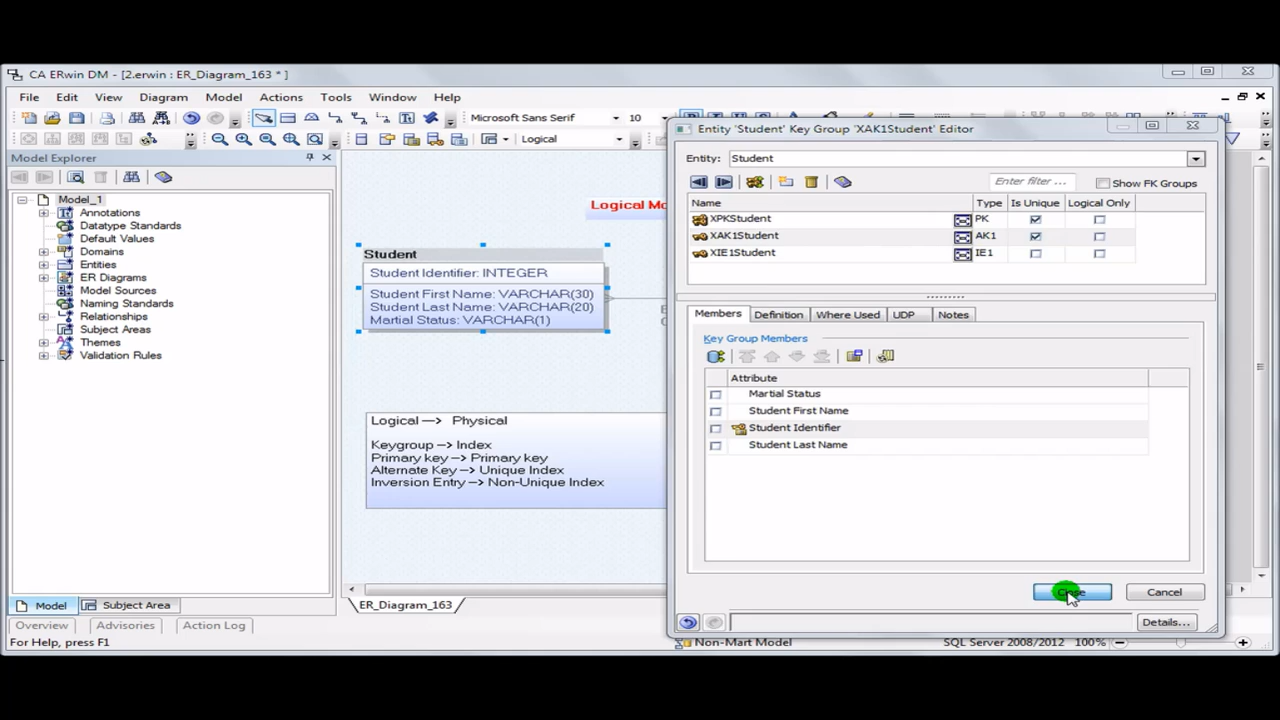 CA ERwin DM - [2.erwin : ER_Diagram_163 * ]
File Edit View Diagram Model Actions Tools Window Help
Microsoft Sans Serif 10
Logical
Model Explorer
Model_1
Annotations
Datatype Standards
Default Values
Domains
Entities
ER Diagrams
Model Sources
Naming Standards
Relationships
Subject Areas
Themes
Validation Rules
Model Subject Area
Overview Advisories Action Log
For Help, press F1
Logical
Student
Student Identifier: INTEGER
Student First Name: VARCHAR(30)
Student Last Name: VARCHAR(20)
Martial Status: VARCHAR(1)
Logical —> Physical
Keygroup —> Index
Primary key —> Primary key
Alternate Key —> Unique Index
Inversion Entry —> Non-Unique Index
ER_Diagram_163
Entity 'Student' Key Group 'XAK1Student' Editor
Entity: Student
Enter filter ... Show FK Groups
Name Type Is Unique Logical Only
XPKStudent PK
XAK1Student AK1
XIE1Student IE1
Members Definition Where Used UDP Notes
Key Group Members
Attribute
Martial Status
Student First Name
Student Identifier
Student Last Name
Close Cancel
Details...
Non-Mart Model SQL Server 2008/2012 100%